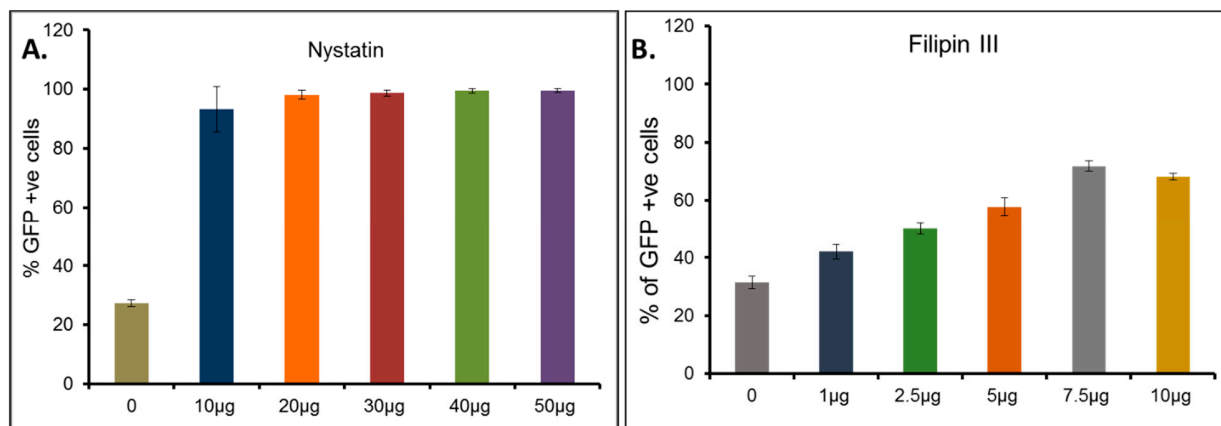 A.
Nystatin
% GFP +ve cells
120
100
80
60
40
20
0
0 10µg 20µg 30µg 40µg 50µg
B.
Filipin III
% of GFP +ve cells
120
100
80
60
40
20
0
0 1µg 2.5µg 5µg 7.5µg 10µg